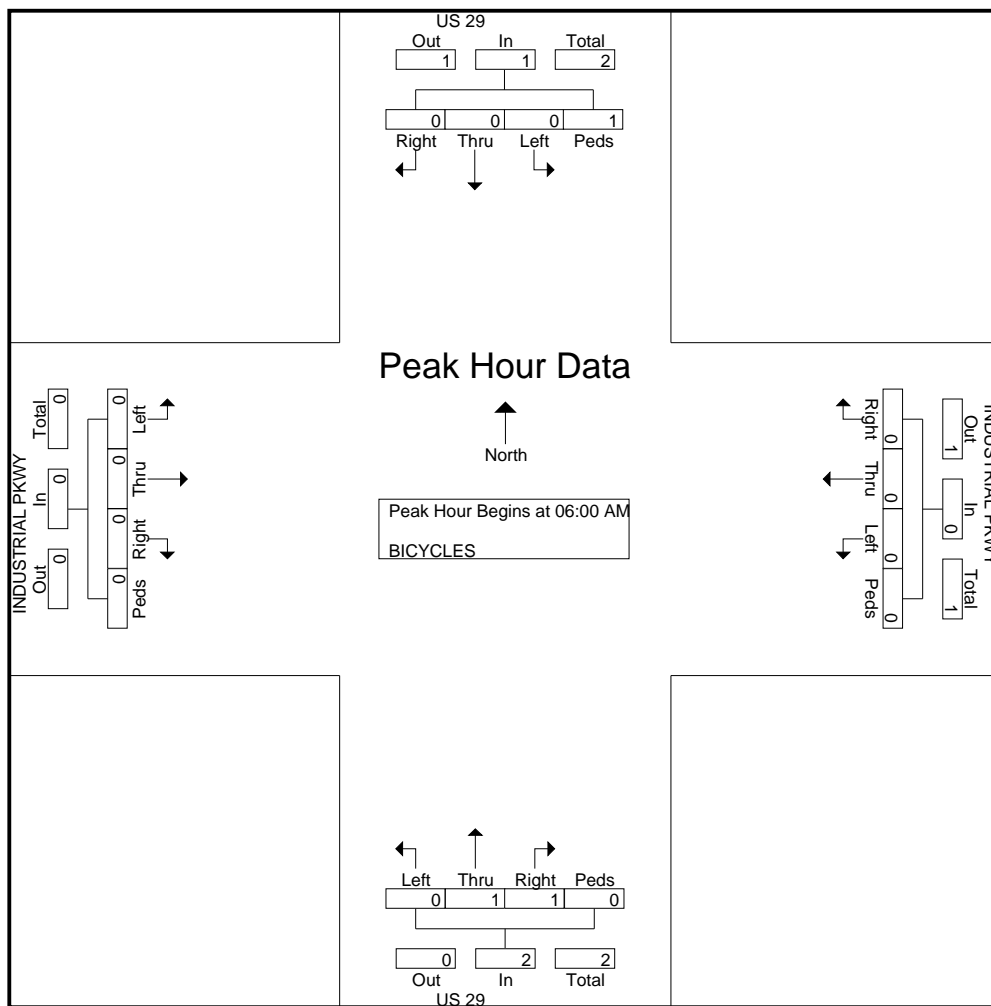 US 29
Out In Total
1 1 2
0 0 0 1
Right Thru Left Peds
Peak Hour Data
North
Peak Hour Begins at 06:00 AM
BICYCLES
INDUSTRIAL PKWY
Total In Out
0 0 0
0 0 0 0
Left Thru Right Peds
INDUSTRIAL PKWY
Out In Total
1 0 1
0 0 0 0
Right Thru Left Peds
Left Thru Right Peds
0 1 1 0
0 2 2
Out In Total
US 29